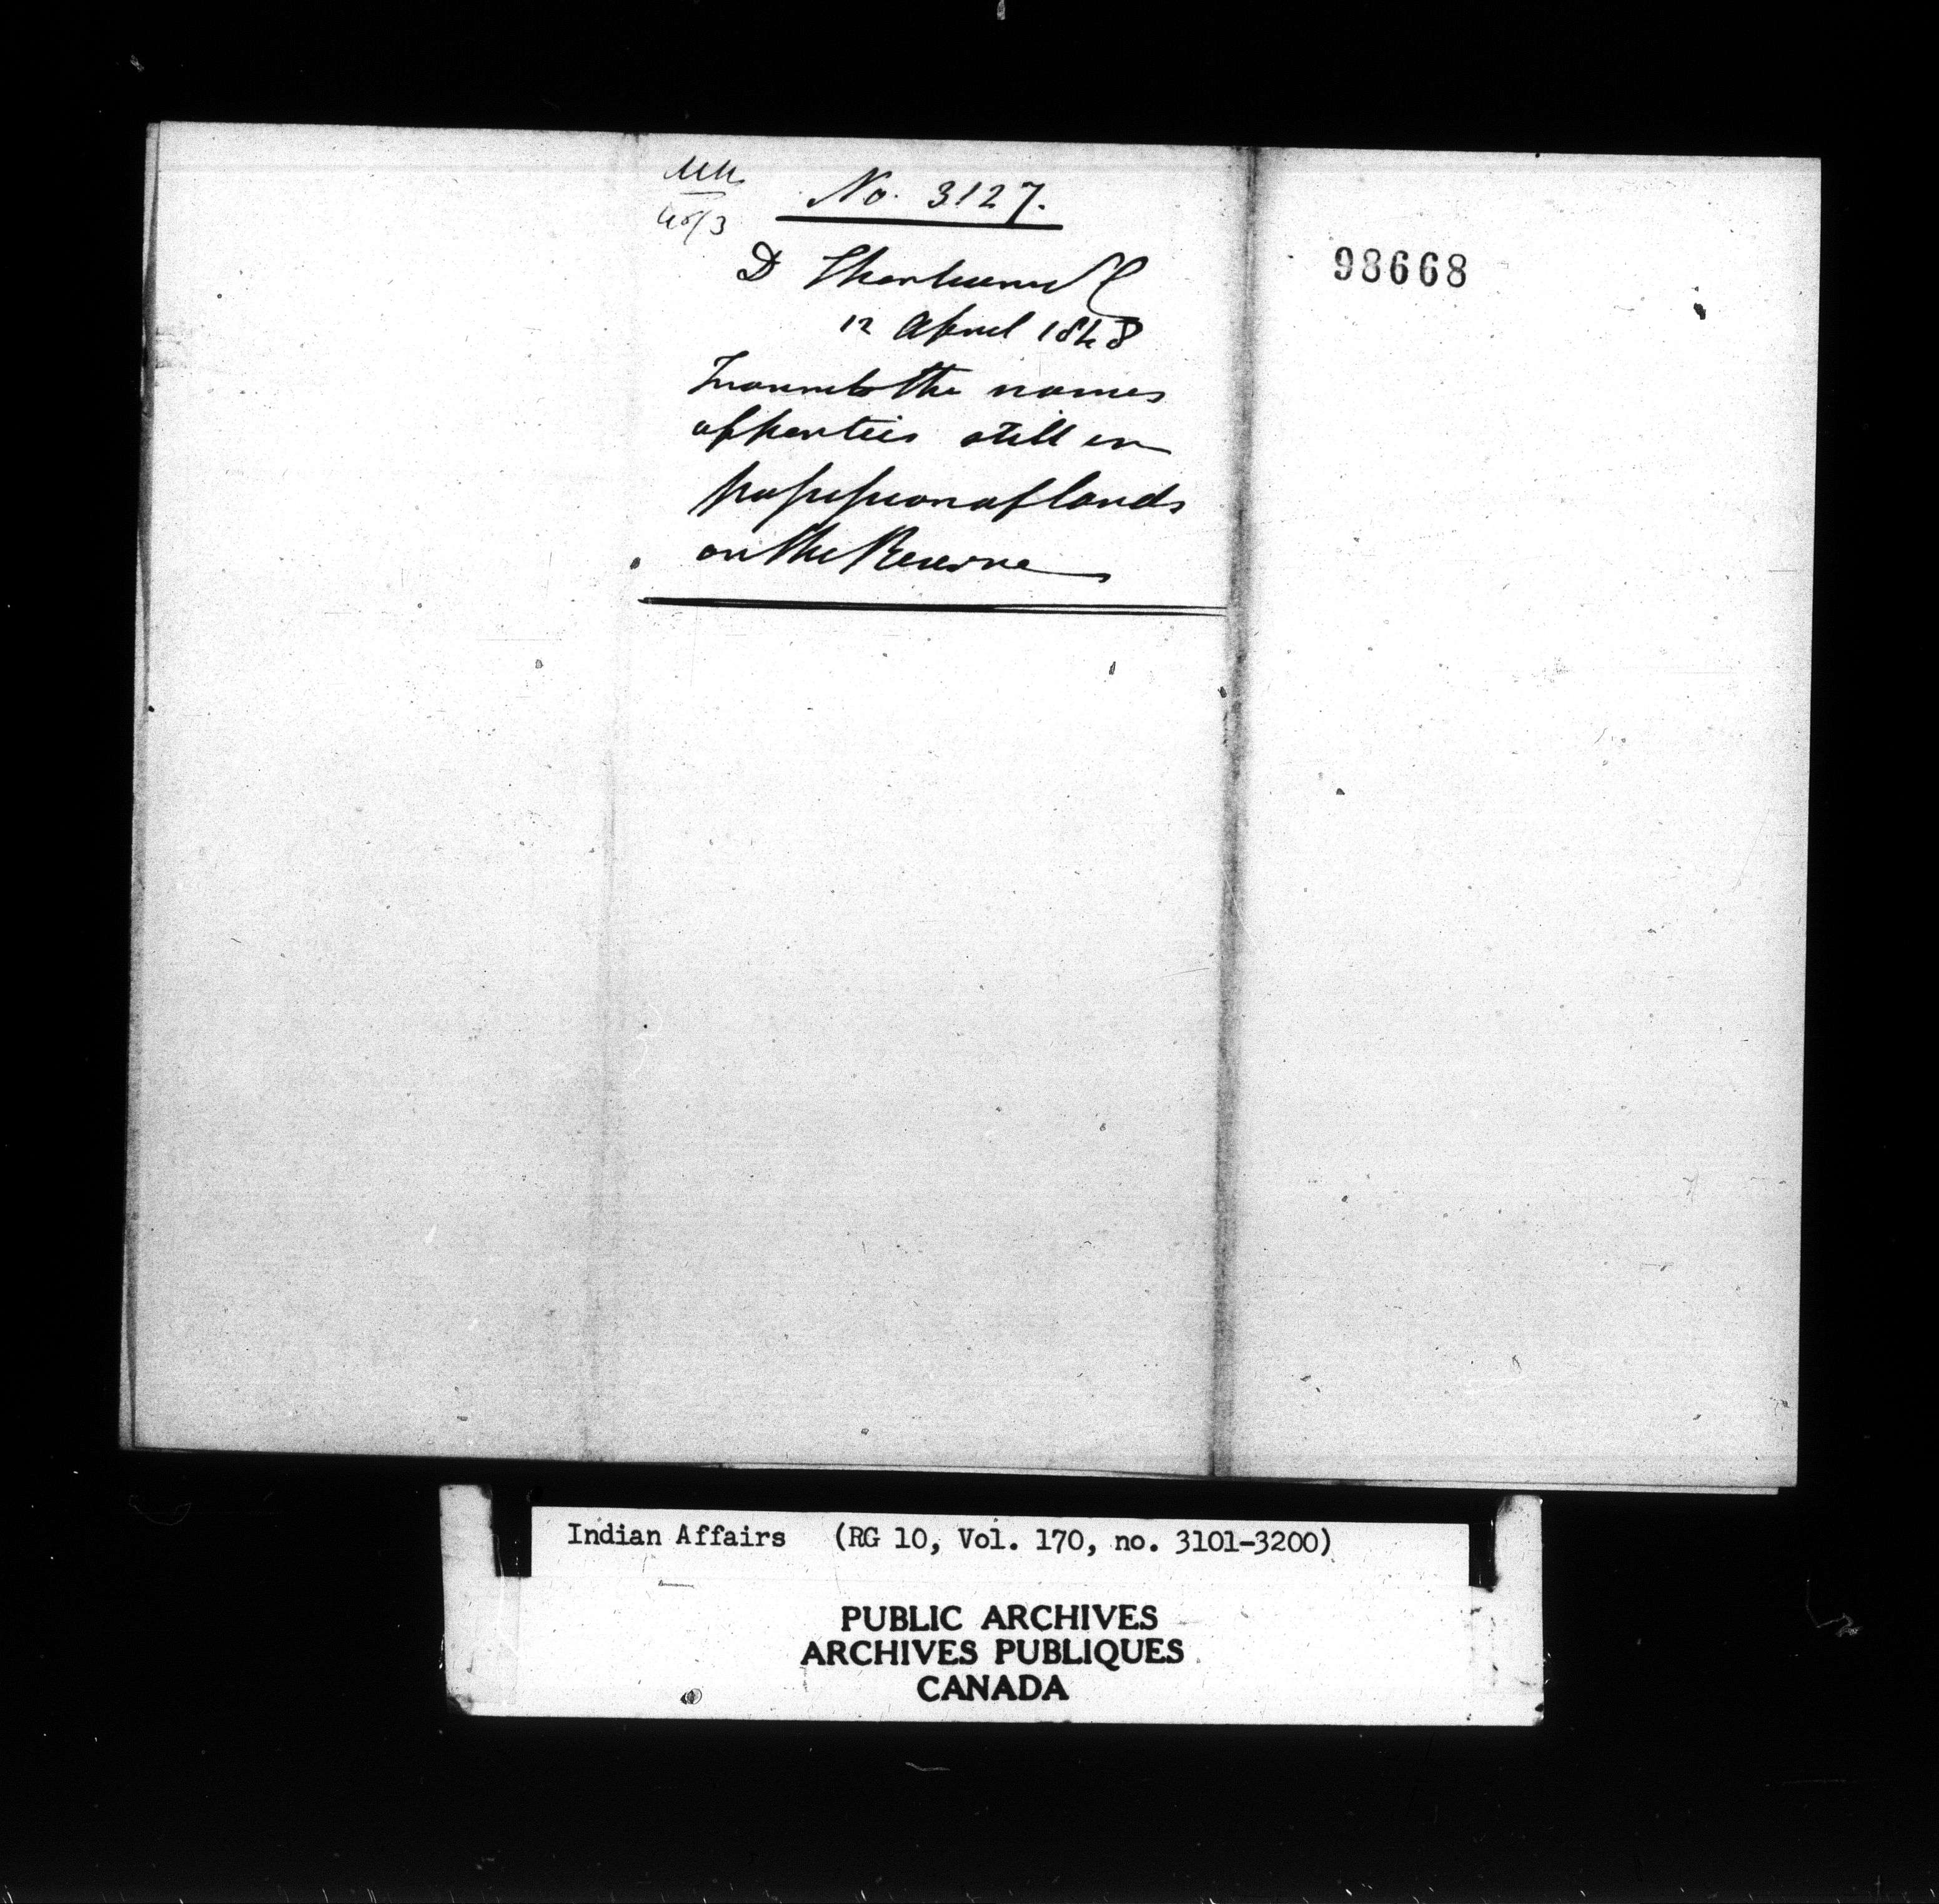 No. 3127.
D Thorburn
12 April 1848
Transmits the names
of parties still in
possession of lands
on the Reserve
98668
Indian Affairs (RG 10, Vol. 170, no. 3101-3200)
PUBLIC ARCHIVES
ARCHIVES PUBLIQUES
CANADA